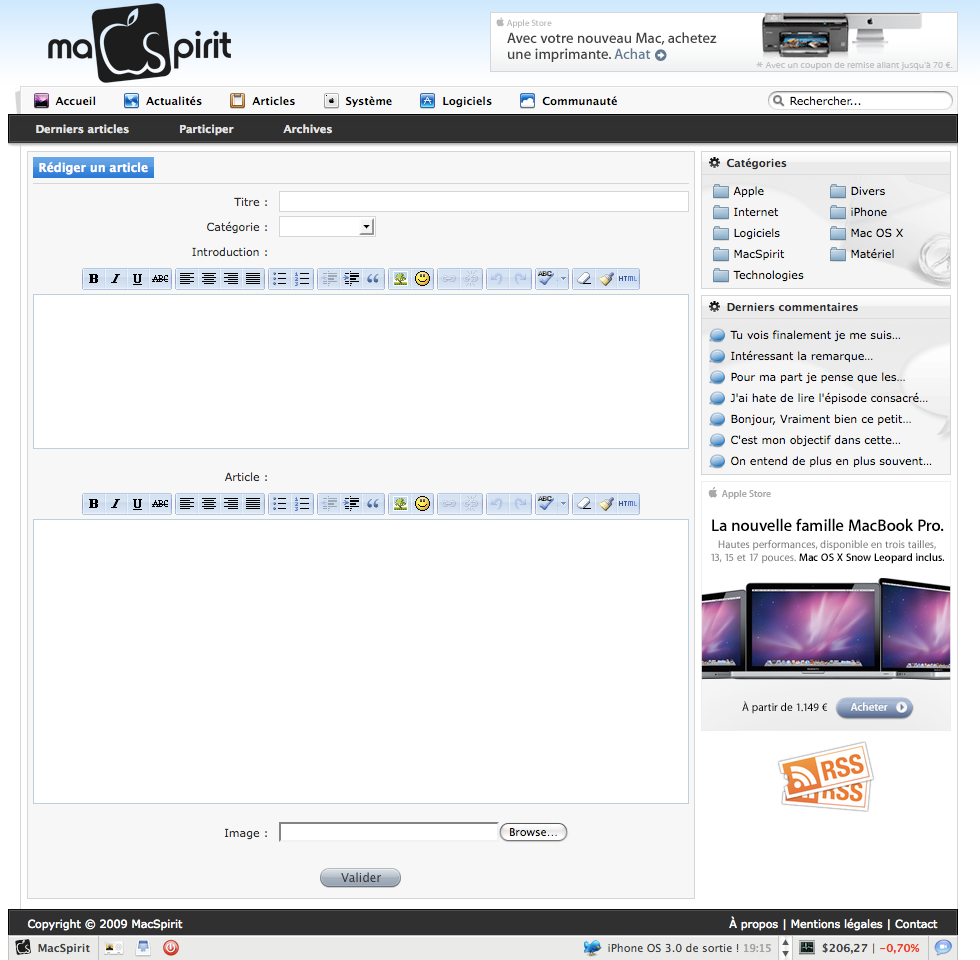 macSpirit
Apple Store
Avec votre nouveau Mac, achetez
une imprimante. Achat
* Avec un coupon de remise allant jusqu'à 70 €.
Accueil
Actualités
Articles
Système
Logiciels
Communauté
Rechercher...
Derniers articles
Participer
Archives
Rédiger un article
Titre :
Catégorie :
Introduction :
B I U ABC ABC HTML
Article :
B I U ABC ABC HTML
Image :
Browse...
Valider
Catégories
Apple
Divers
Internet
iPhone
Logiciels
Mac OS X
MacSpirit
Matériel
Technologies
Derniers commentaires
Tu vois finalement je me suis...
Intéressant la remarque...
Pour ma part je pense que les...
J'ai hate de lire l'épisode consacré...
Bonjour, Vraiment bien ce petit...
C'est mon objectif dans cette...
On entend de plus en plus souvent...
Apple Store
La nouvelle famille MacBook Pro.
Hautes performances, disponible en trois tailles,
13, 15 et 17 pouces. Mac OS X Snow Leopard inclus.
À partir de 1.149 €
Acheter
RSS
RSS
Copyright © 2009 MacSpirit
À propos | Mentions légales | Contact
MacSpirit
iPhone OS 3.0 de sortie ! 19:15
$206,27 | -0,70%